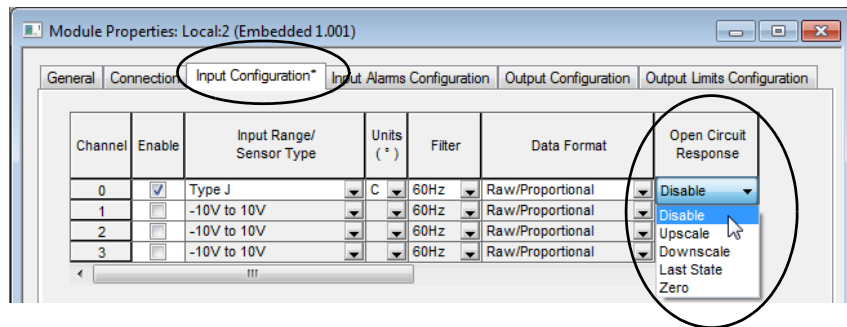 Module Properties: Local:2 (Embedded 1.001)
General Connection Input Configuration* Input Alarms Configuration Output Configuration Output Limits Configuration
Channel Enable Input Range/ Sensor Type Units (°) Filter Data Format Open Circuit Response
0 Type J C 60Hz Raw/Proportional Disable
1 -10V to 10V 60Hz Raw/Proportional Disable
2 -10V to 10V 60Hz Raw/Proportional Upscale
3 -10V to 10V 60Hz Raw/Proportional Downscale
Last State
Zero